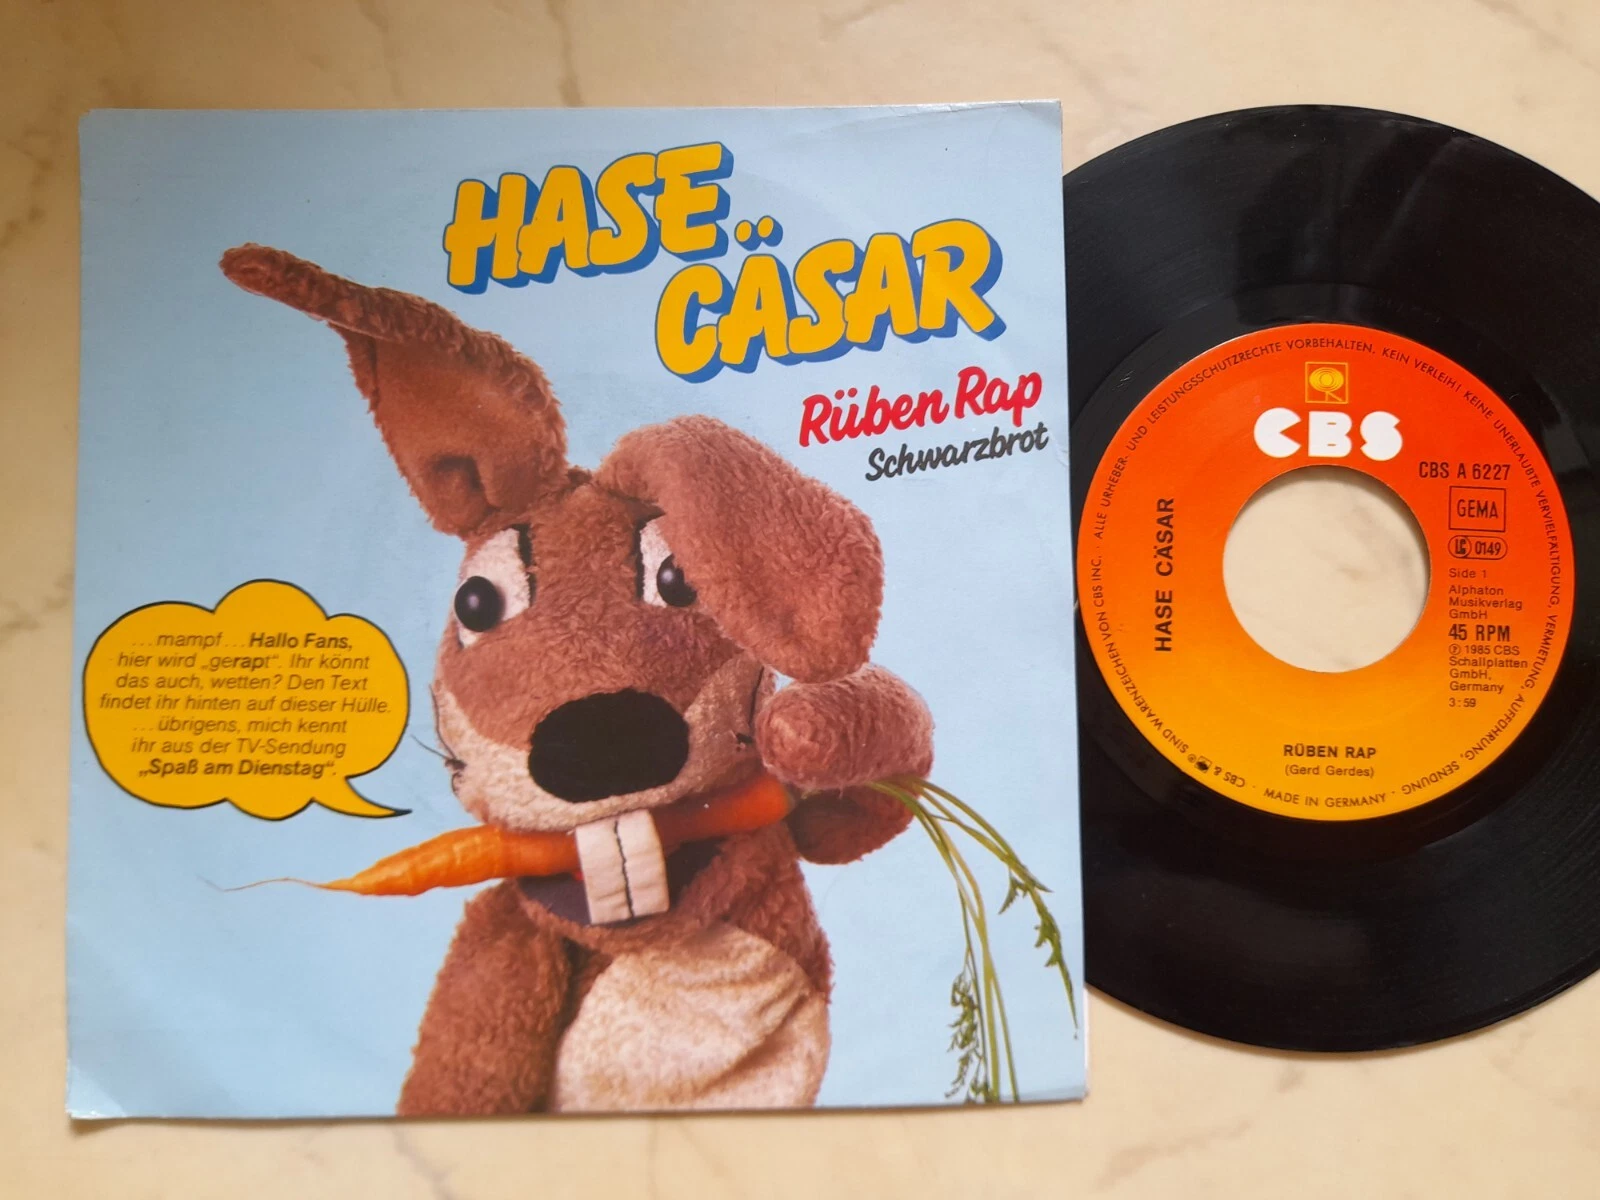 HASE
CÄSAR
Rüben Rap
Schwarzbrot
...mampf... Hallo Fans,
hier wird „gerapt“. Ihr könnt
das auch, wetten? Den Text
findet ihr hinten auf dieser Hülle.
...übrigens, mich kennt
ihr aus der TV-Sendung
„Spaß am Dienstag“.
ALLE URHEBER- UND LEISTUNGSSCHUTZRECHTE VORBEHALTEN. KEIN VERLEIH! KEINE UNERLAUBTE VERVIELFÄLTIGUNG, VERMIETUNG, AUFFÜHRUNG, SENDUNG · MADE IN GERMANY · CBS & ® SIND WARENZEICHEN VON CBS INC. ·
CBS
CBS A 6227
GEMA
LC 0149
Side 1
Alphaton
Musikverlag
GmbH
45 RPM
℗ 1985 CBS
Schallplatten
GmbH,
Germany
3:59
HASE CÄSAR
RÜBEN RAP
(Gerd Gerdes)